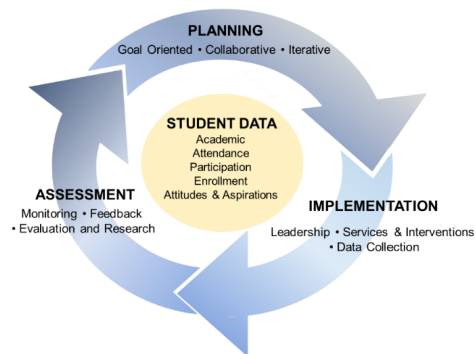 PLANNING
Goal Oriented • Collaborative • Iterative
STUDENT DATA
Academic
Attendance
Participation
Enrollment
Attitudes & Aspirations
ASSESSMENT
Monitoring • Feedback
• Evaluation and Research
IMPLEMENTATION
Leadership • Services & Interventions
• Data Collection